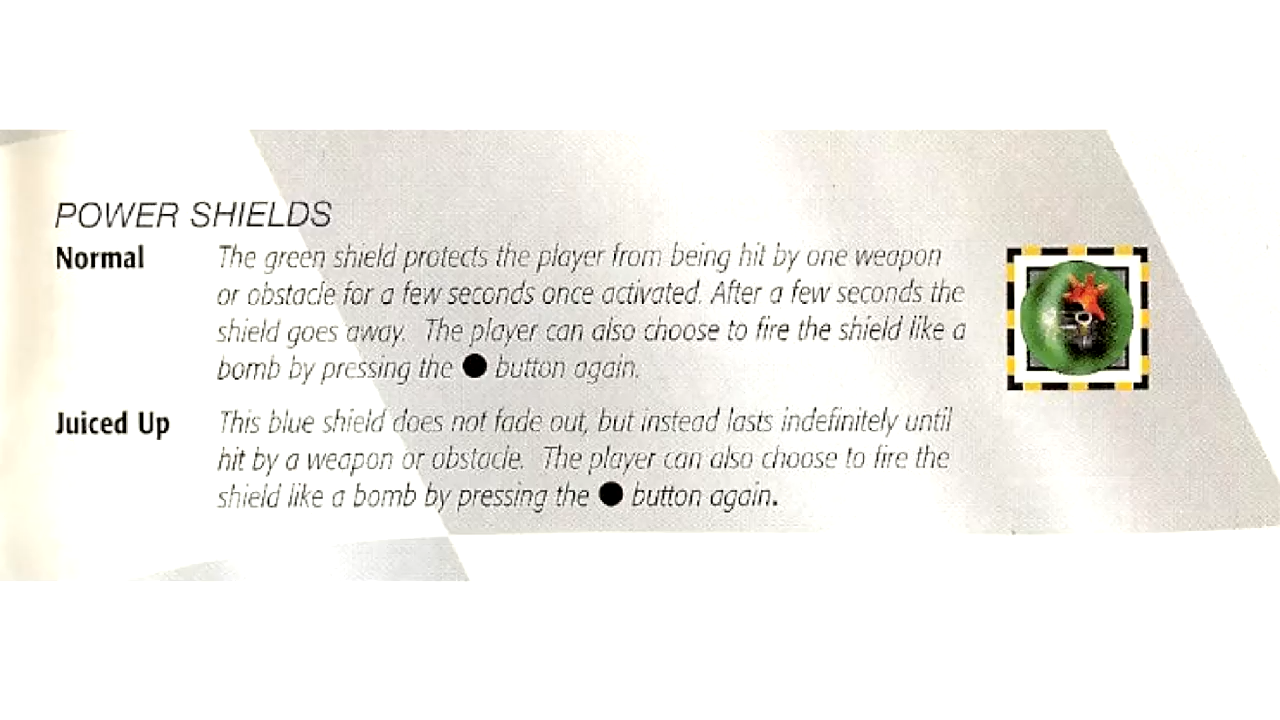 POWER SHIELDS
Normal The green shield protects the player from being hit by one weapon
or obstacle for a few seconds once activated. After a few seconds the
shield goes away. The player can also choose to fire the shield like a
bomb by pressing the ● button again.
Juiced Up This blue shield does not fade out, but instead lasts indefinitely until
hit by a weapon or obstacle. The player can also choose to fire the
shield like a bomb by pressing the ● button again.